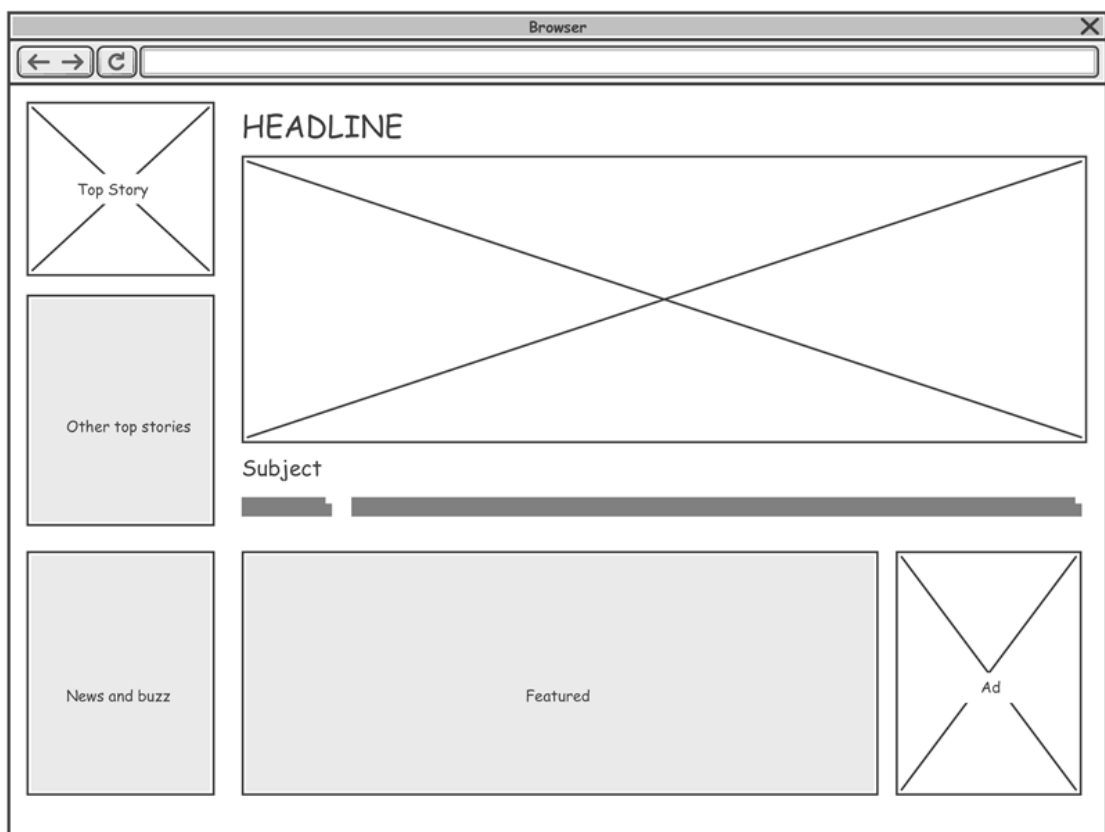 Browser
Top Story
HEADLINE
Other top stories
Subject
News and buzz
Featured
Ad